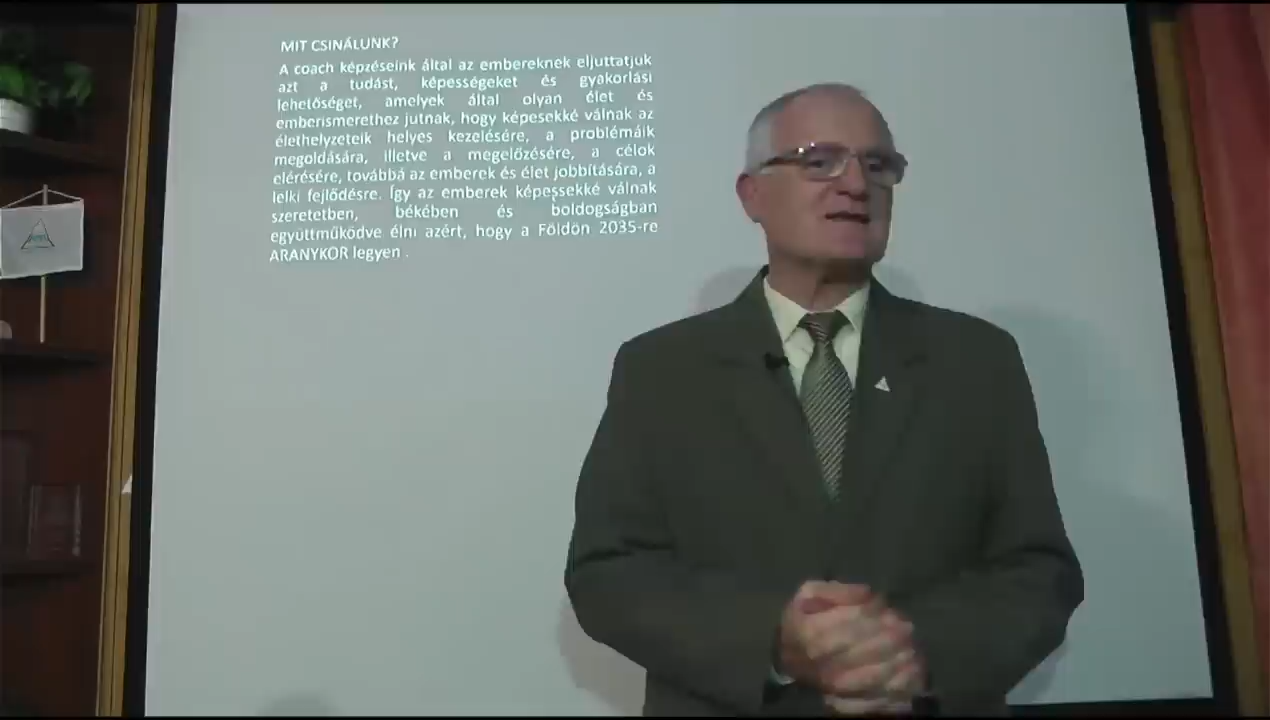 MIT CSINÁLUNK?
A coach képzéseink által az embereknek eljuttatjuk
azt a tudást, képességeket és gyakorlási
lehetőséget, amelyek által olyan élet és
emberismerethez jutnak, hogy képesekké válnak az
élethelyzeteik helyes kezelésére, a problémáik
megoldására, illetve a megelőzésére, a célok
elérésére, továbbá az emberek és élet jobbítására, a
lelki fejlődésre. Így az emberek képessekké válnak
szeretetben, békében és boldogságban
együttműködve élni azért, hogy a Földön 2035-re
ARANYKOR legyen .